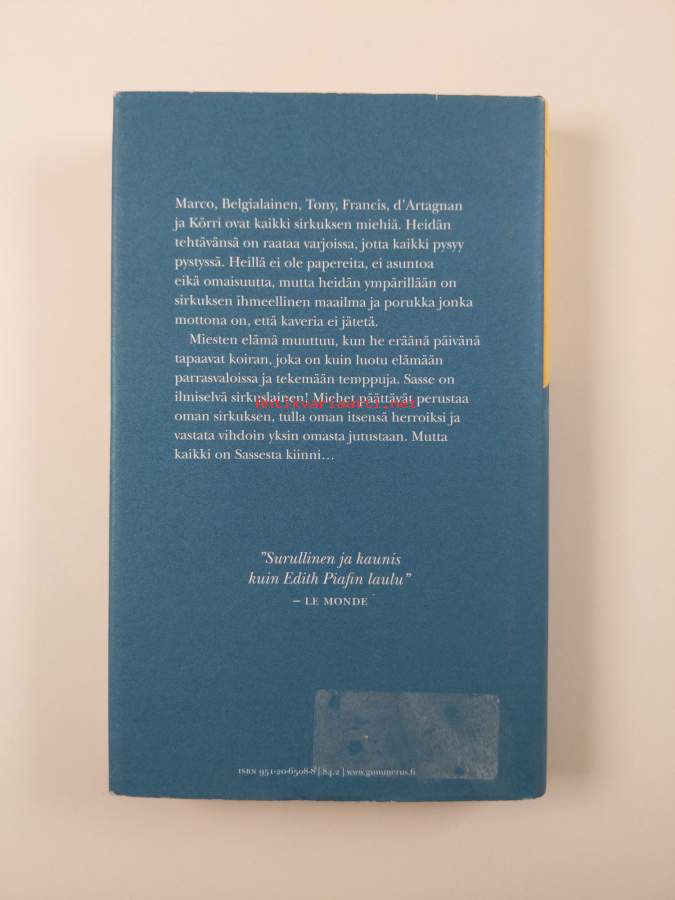 Marco, Belgialainen, Tony, Francis, d'Artagnan
ja Körri ovat kaikki sirkuksen miehiä. Heidän
tehtävänsä on raataa varjoissa, jotta kaikki pysyy
pystyssä. Heillä ei ole papereita, ei asuntoa
eikä omaisuutta, mutta heidän ympärillään on
sirkuksen ihmeellinen maailma ja porukka jonka
mottona on, että kaveria ei jätetä.
Miesten elämä muuttuu, kun he eräänä päivänä
tapaavat koiran, joka on kuin luotu elämään
parrasvaloissa ja tekemään temppuja. Sasse on
ilmiselvä sirkuslainen! Miehet päättävät perustaa
antikvariaatti.net
oman sirkuksen, tulla oman itsensä herroiksi ja
vastata vihdoin yksin omasta jutustaan. Mutta
kaikki on Sassesta kiinni…
"Surullinen ja kaunis
kuin Edith Piafin laulu"
– LE MONDE
ISBN 951-20-6508-8 | 84.2 | www.gummerus.fi